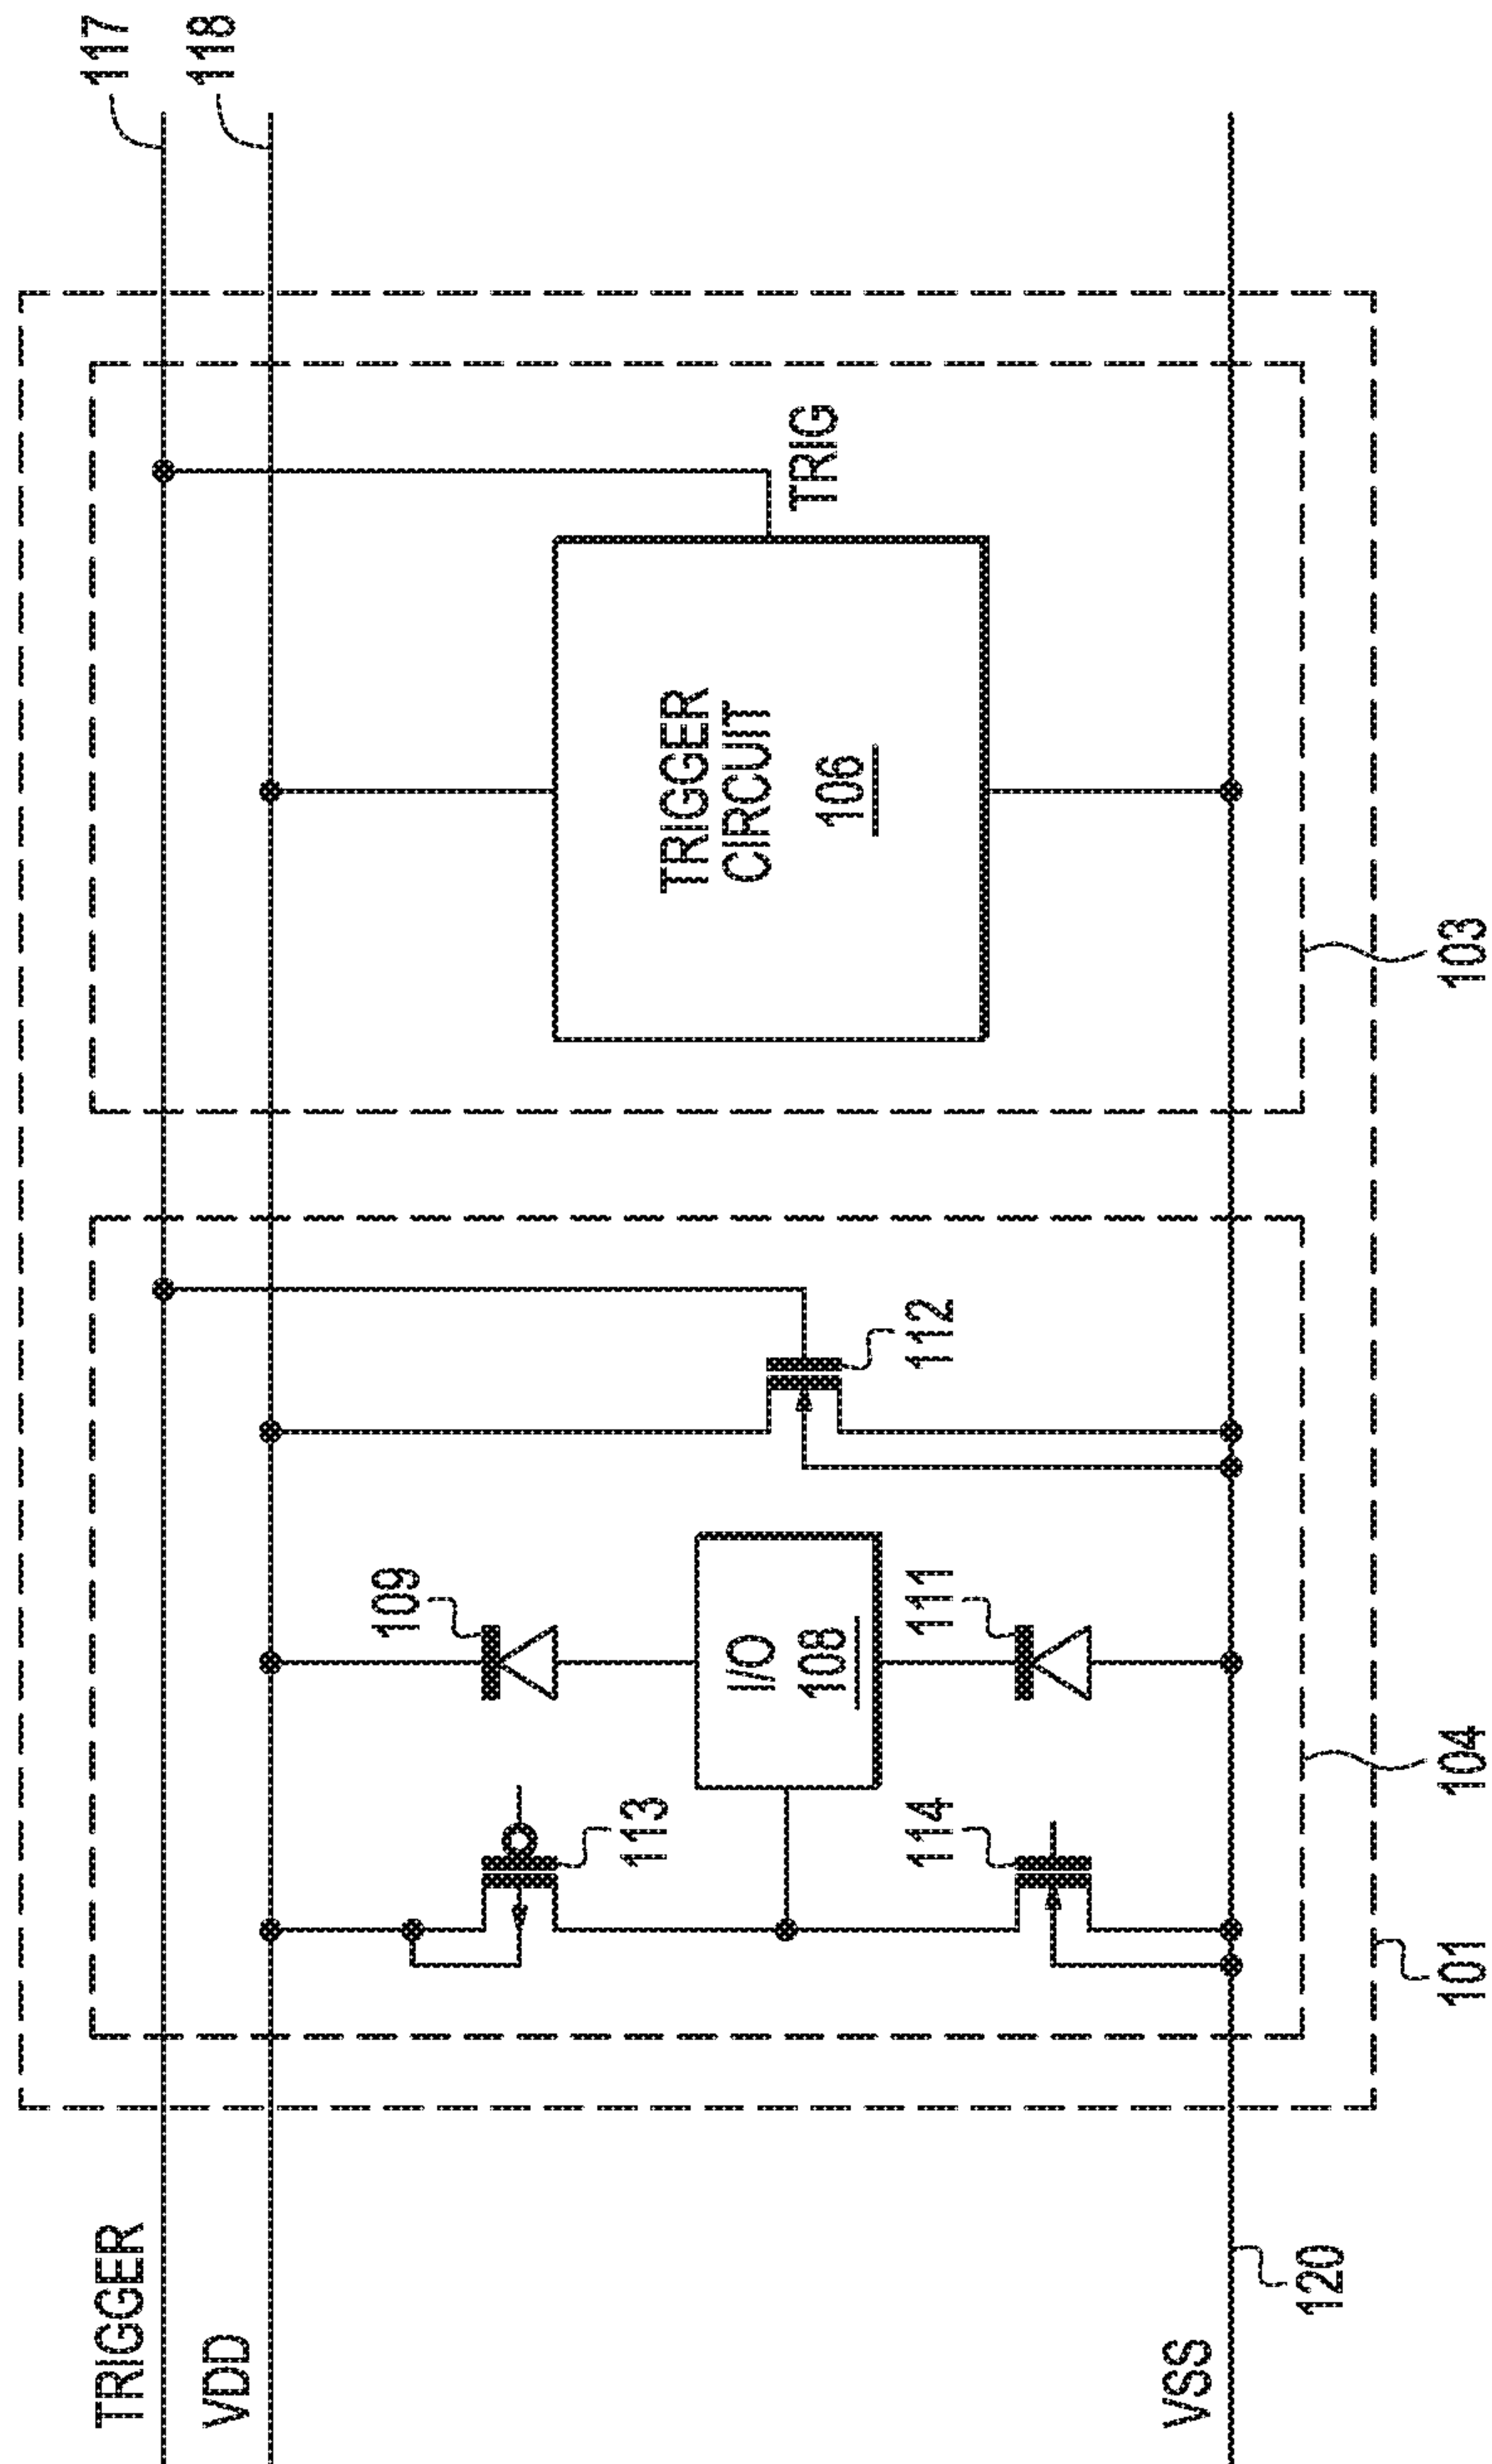 TRIGGER
117
VDD
118
TRIG
TRIGGER
CIRCUIT
106
109
I/O
108
111
112
113
114
VSS
120
101
104
103